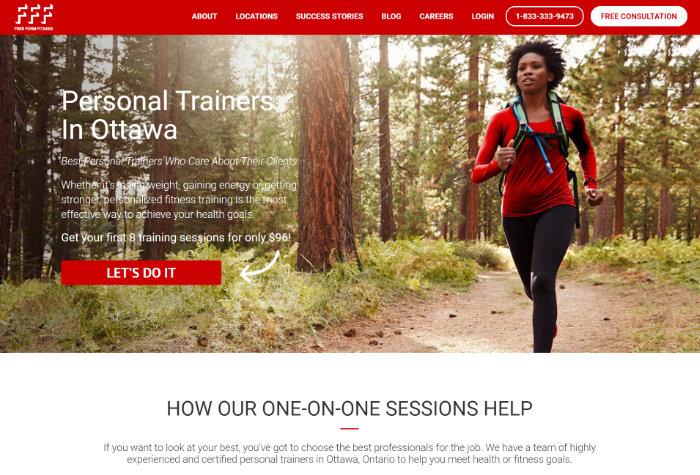 FFF
FREE FORM FITNESS
ABOUT LOCATIONS SUCCESS STORIES BLOG CAREERS LOGIN 1-833-333-9473 FREE CONSULTATION
Personal Trainers
In Ottawa
Best Personal Trainers Who Care About Their Clients
Whether it's losing weight, gaining energy or getting
stronger, personalized fitness training is the most
effective way to achieve your health goals.
Get your first 8 training sessions for only $96!
LET'S DO IT
HOW OUR ONE-ON-ONE SESSIONS HELP
If you want to look at your best, you've got to choose the best professionals for the job. We have a team of highly
experienced and certified personal trainers in Ottawa, Ontario to help you meet health or fitness goals.